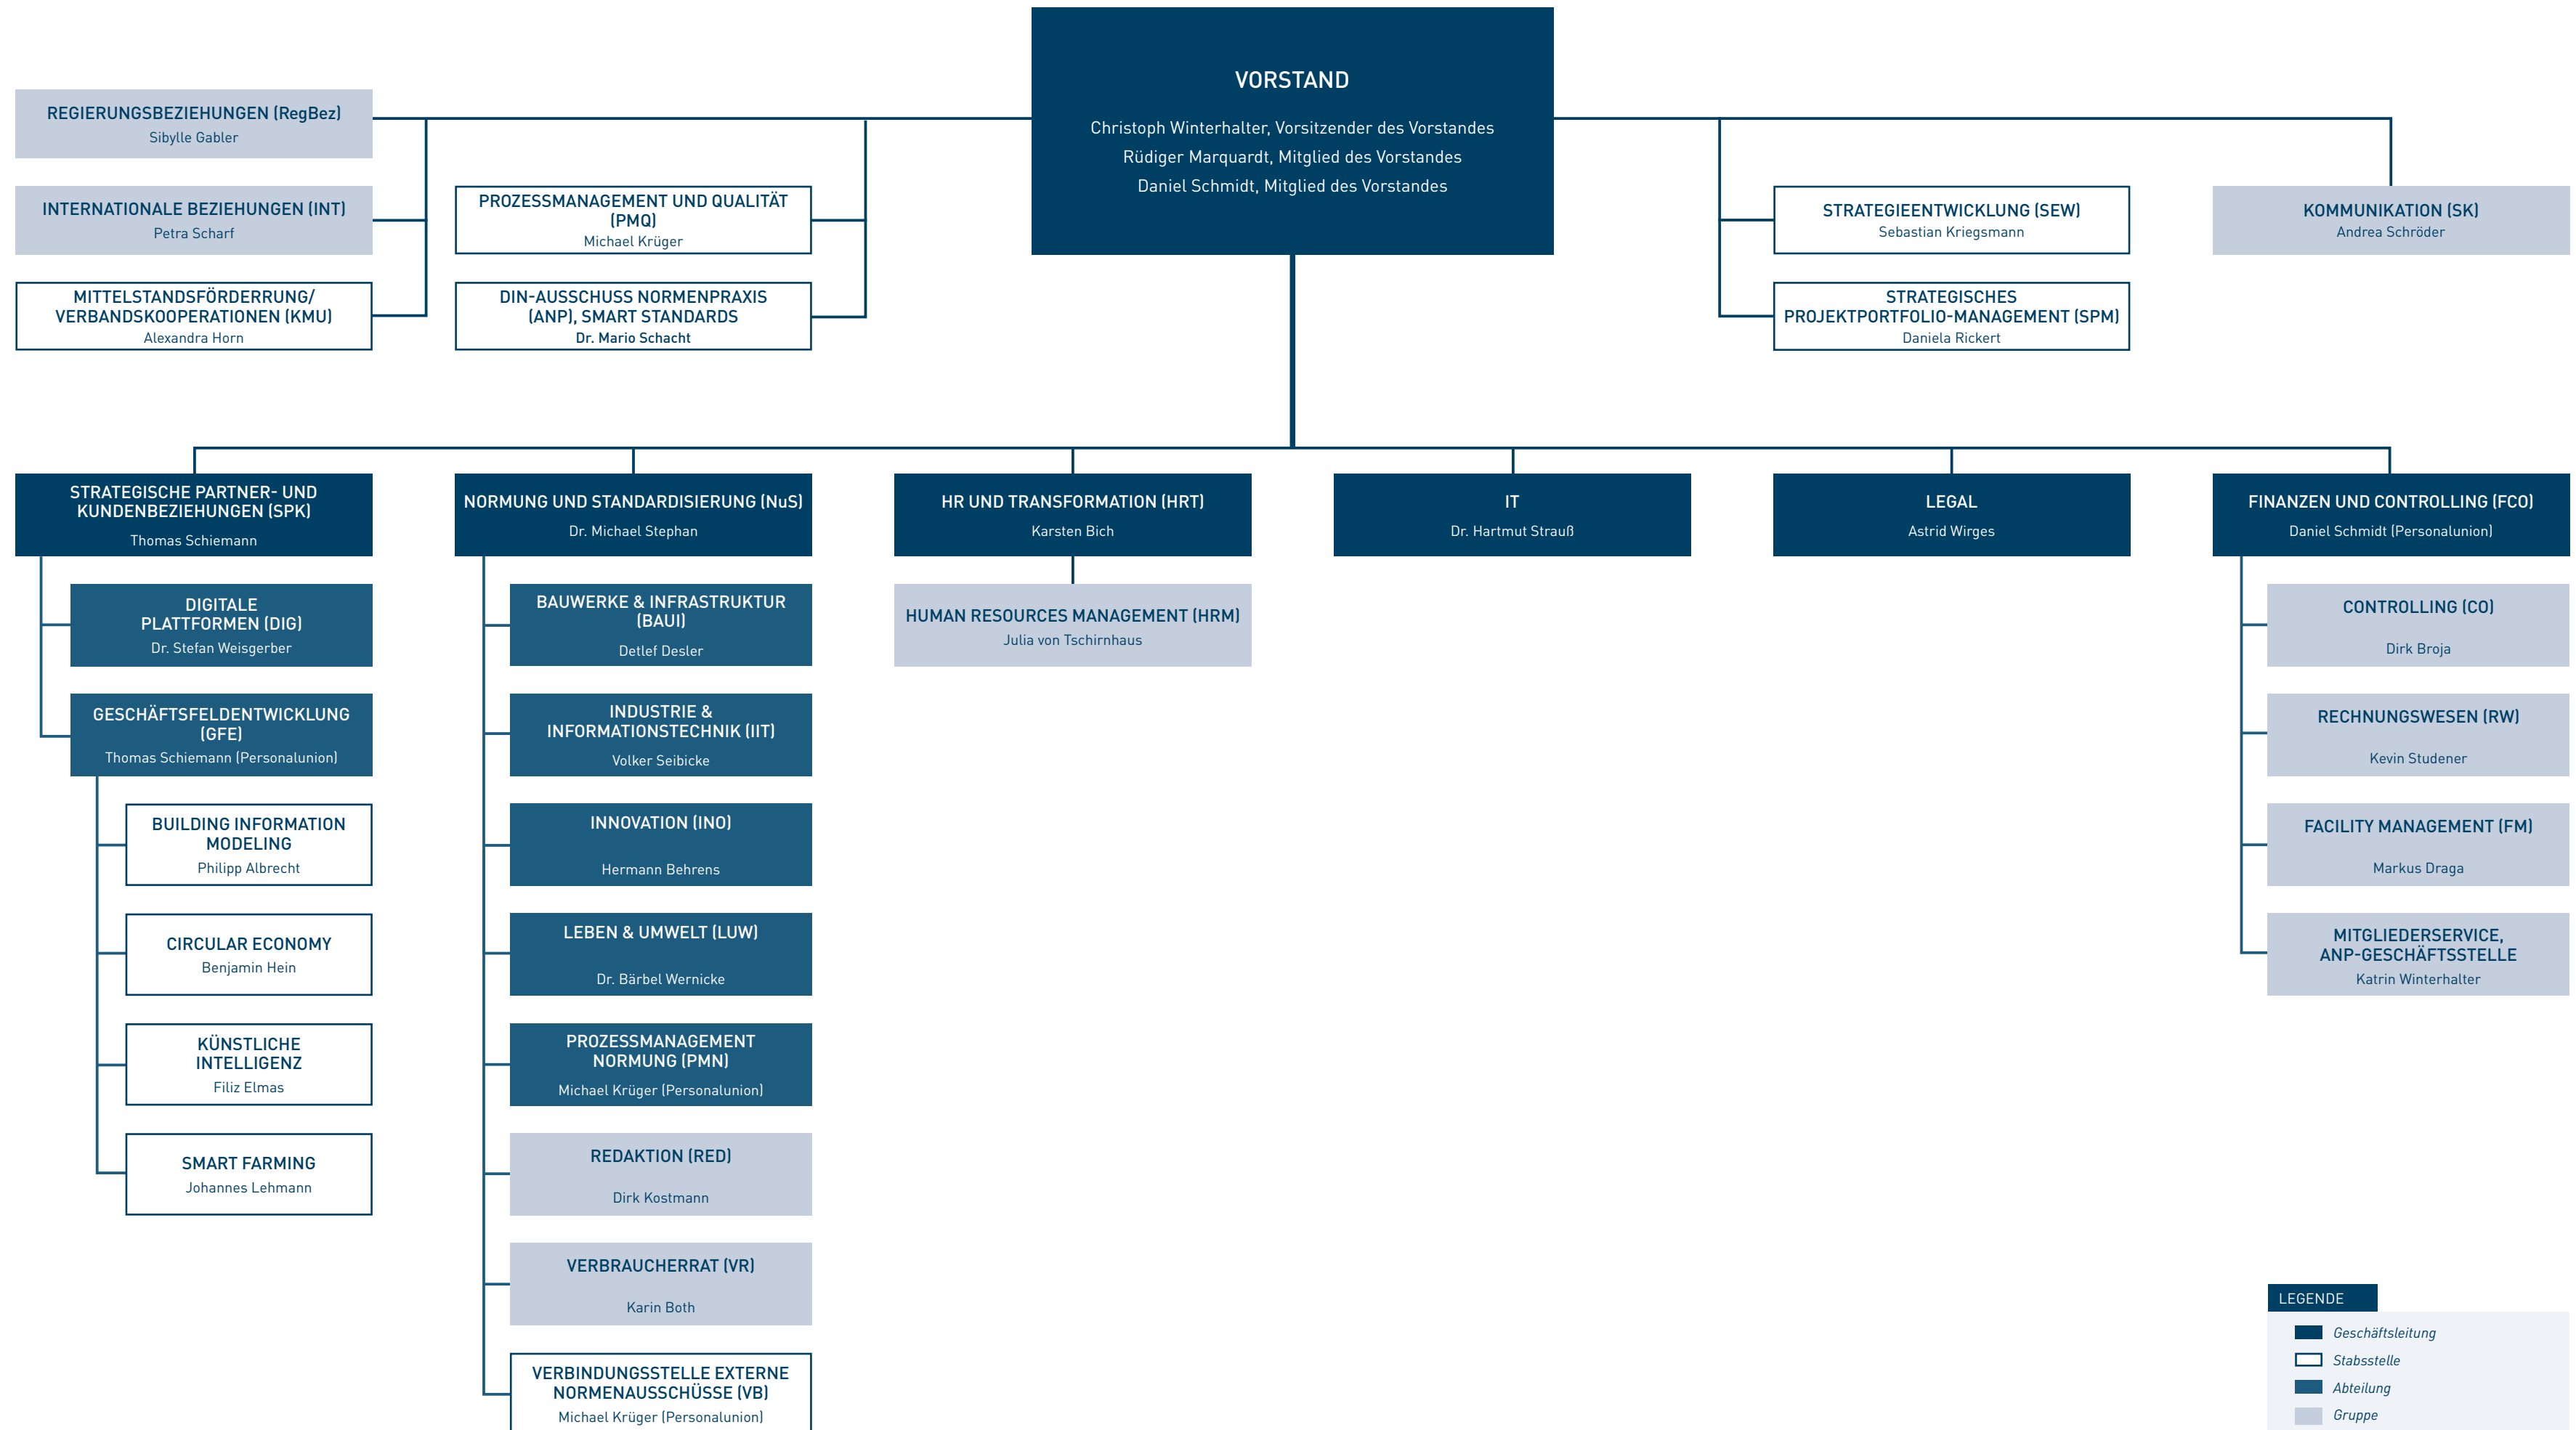 VORSTAND
Christoph Winterhalter, Vorsitzender des Vorstandes
Rüdiger Marquardt, Mitglied des Vorstandes
Daniel Schmidt, Mitglied des Vorstandes
REGIERUNGSBEZIEHUNGEN (RegBez)
Sibylle Gabler
INTERNATIONALE BEZIEHUNGEN (INT)
Petra Scharf
MITTELSTANDSFÖRDERRUNG/
VERBANDSKOOPERATIONEN (KMU)
Alexandra Horn
PROZESSMANAGEMENT UND QUALITÄT
(PMQ)
Michael Krüger
DIN-AUSSCHUSS NORMENPRAXIS
(ANP), SMART STANDARDS
Dr. Mario Schacht
STRATEGIEENTWICKLUNG (SEW)
Sebastian Kriegsmann
STRATEGISCHES
PROJEKTPORTFOLIO-MANAGEMENT (SPM)
Daniela Rickert
KOMMUNIKATION (SK)
Andrea Schröder
STRATEGISCHE PARTNER- UND
KUNDENBEZIEHUNGEN (SPK)
Thomas Schiemann
DIGITALE
PLATTFORMEN (DIG)
Dr. Stefan Weisgerber
GESCHÄFTSFELDENTWICKLUNG
(GFE)
Thomas Schiemann (Personalunion)
BUILDING INFORMATION
MODELING
Philipp Albrecht
CIRCULAR ECONOMY
Benjamin Hein
KÜNSTLICHE
INTELLIGENZ
Filiz Elmas
SMART FARMING
Johannes Lehmann
NORMUNG UND STANDARDISIERUNG (NuS)
Dr. Michael Stephan
BAUWERKE & INFRASTRUKTUR
(BAUI)
Detlef Desler
INDUSTRIE &
INFORMATIONSTECHNIK (IIT)
Volker Seibicke
INNOVATION (INO)
Hermann Behrens
LEBEN & UMWELT (LUW)
Dr. Bärbel Wernicke
PROZESSMANAGEMENT
NORMUNG (PMN)
Michael Krüger (Personalunion)
REDAKTION (RED)
Dirk Kostmann
VERBRAUCHERRAT (VR)
Karin Both
VERBINDUNGSSTELLE EXTERNE
NORMENAUSSCHÜSSE (VB)
Michael Krüger (Personalunion)
HR UND TRANSFORMATION (HRT)
Karsten Bich
HUMAN RESOURCES MANAGEMENT (HRM)
Julia von Tschirnhaus
IT
Dr. Hartmut Strauß
LEGAL
Astrid Wirges
FINANZEN UND CONTROLLING (FCO)
Daniel Schmidt (Personalunion)
CONTROLLING (CO)
Dirk Broja
RECHNUNGSWESEN (RW)
Kevin Studener
FACILITY MANAGEMENT (FM)
Markus Draga
MITGLIEDERSERVICE,
ANP-GESCHÄFTSSTELLE
Katrin Winterhalter
LEGENDE
Geschäftsleitung
Stabsstelle
Abteilung
Gruppe